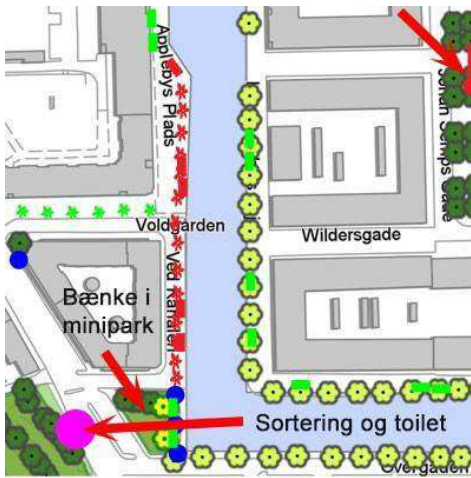 Applebys Plads
Johan Semps Gade
Voldgården
Wildersgade
Ved Kanalen
Bænke i
minipark
Sortering og toilet
Overgaden